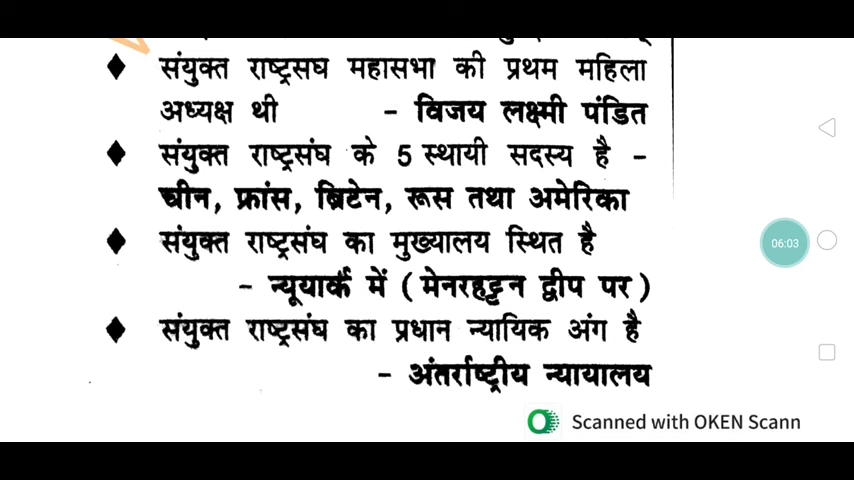 ♦ संयुक्त राष्ट्रसघ महासभा की प्रथम महिला
अध्यक्ष थी - विजय लक्ष्मी पंडित
♦ संयुक्त राष्ट्रसंघ के 5 स्थायी सदस्य है -
चीन, फ्रांस, ब्रिटेन, रूस तथा अमेरिका
♦ संयुक्त राष्ट्रसंघ का मुख्यालय स्थित है
- न्यूयार्क में ( मेनरहट्टन द्वीप पर )
♦ संयुक्त राष्ट्रसंघ का प्रधान न्यायिक अंग है
- अंतर्राष्ट्रीय न्यायालय
06:03
Scanned with OKEN Scann